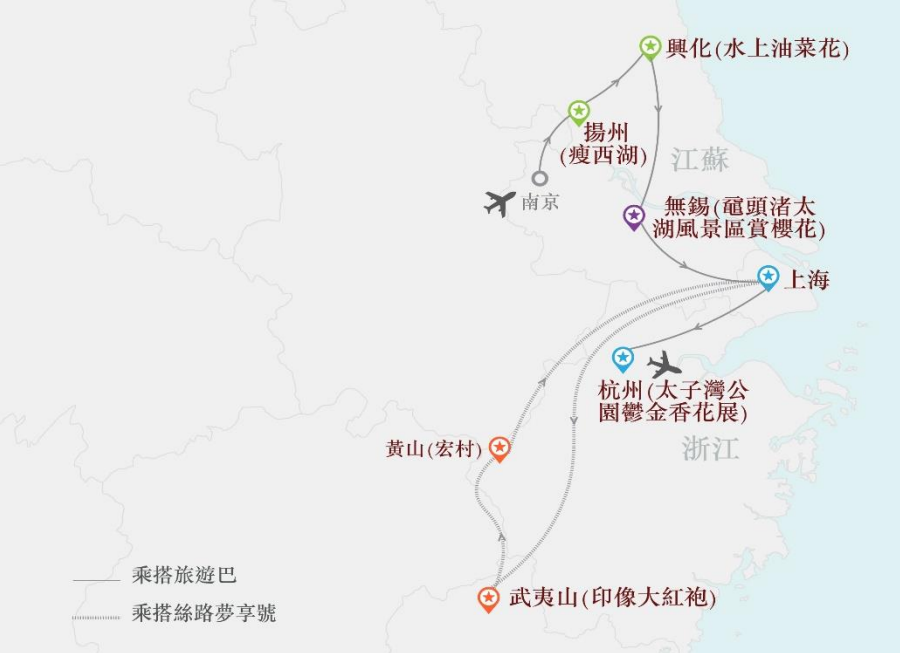 興化(水上油菜花)
揚州
(瘦西湖)
江蘇
南京
無錫(黿頭渚太
湖風景區賞櫻花)
上海
杭州(太子灣公
園鬱金香花展)
黃山(宏村)
浙江
乘搭旅遊巴
武夷山(印像大紅袍)
乘搭絲路夢享號